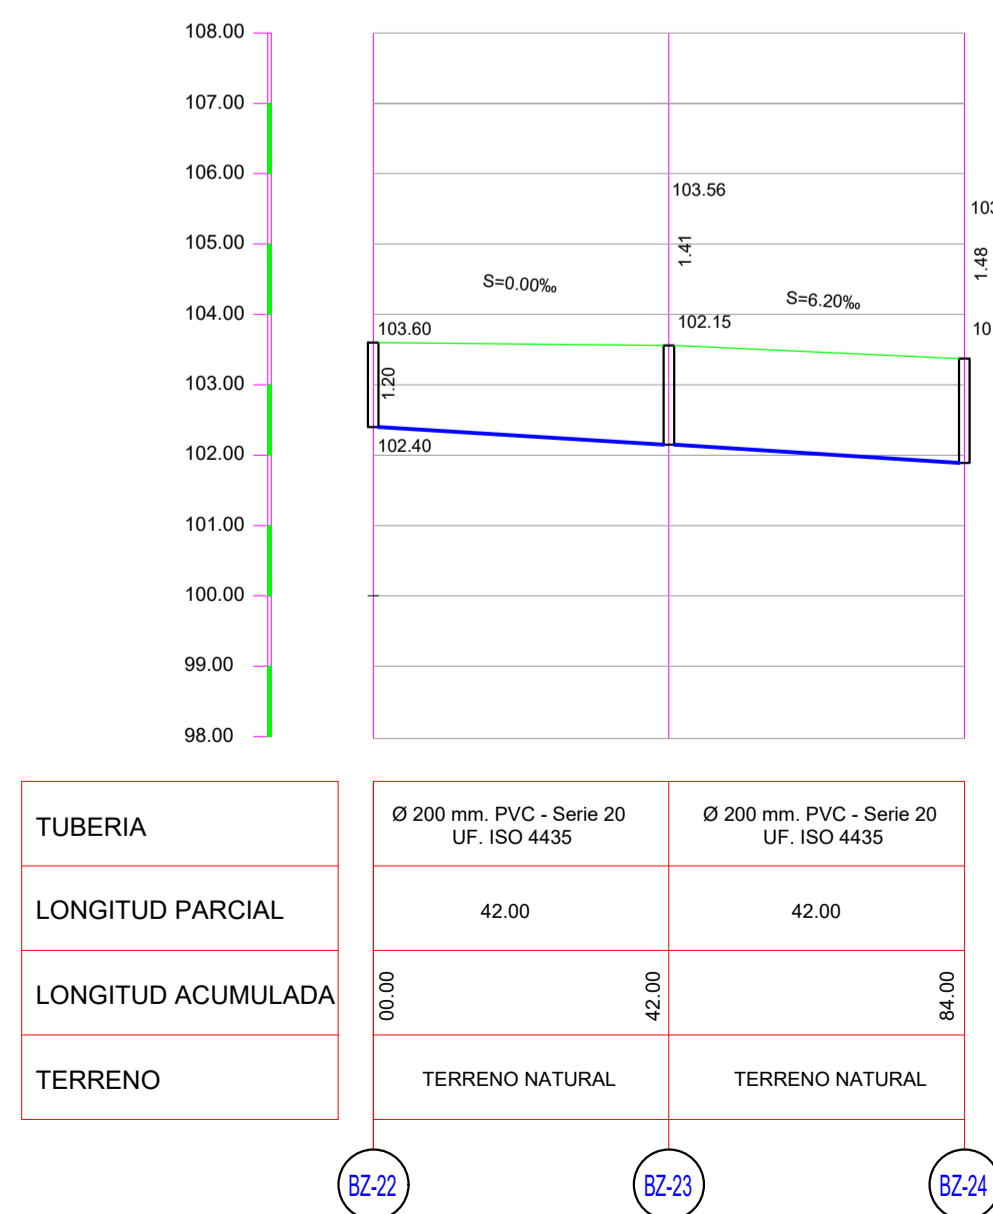 108.00
107.00
106.00
105.00
104.00
103.00
102.00
101.00
100.00
99.00
98.00
103.56
1.41
1.48
S=0.00‰
S=6.20‰
103.60
102.15
1.20
102.40
TUBERIA
Ø 200 mm. PVC - Serie 20
UF. ISO 4435
Ø 200 mm. PVC - Serie 20
UF. ISO 4435
LONGITUD PARCIAL
42.00
42.00
LONGITUD ACUMULADA
00.00
42.00
84.00
TERRENO
TERRENO NATURAL
TERRENO NATURAL
BZ-22
BZ-23
BZ-24